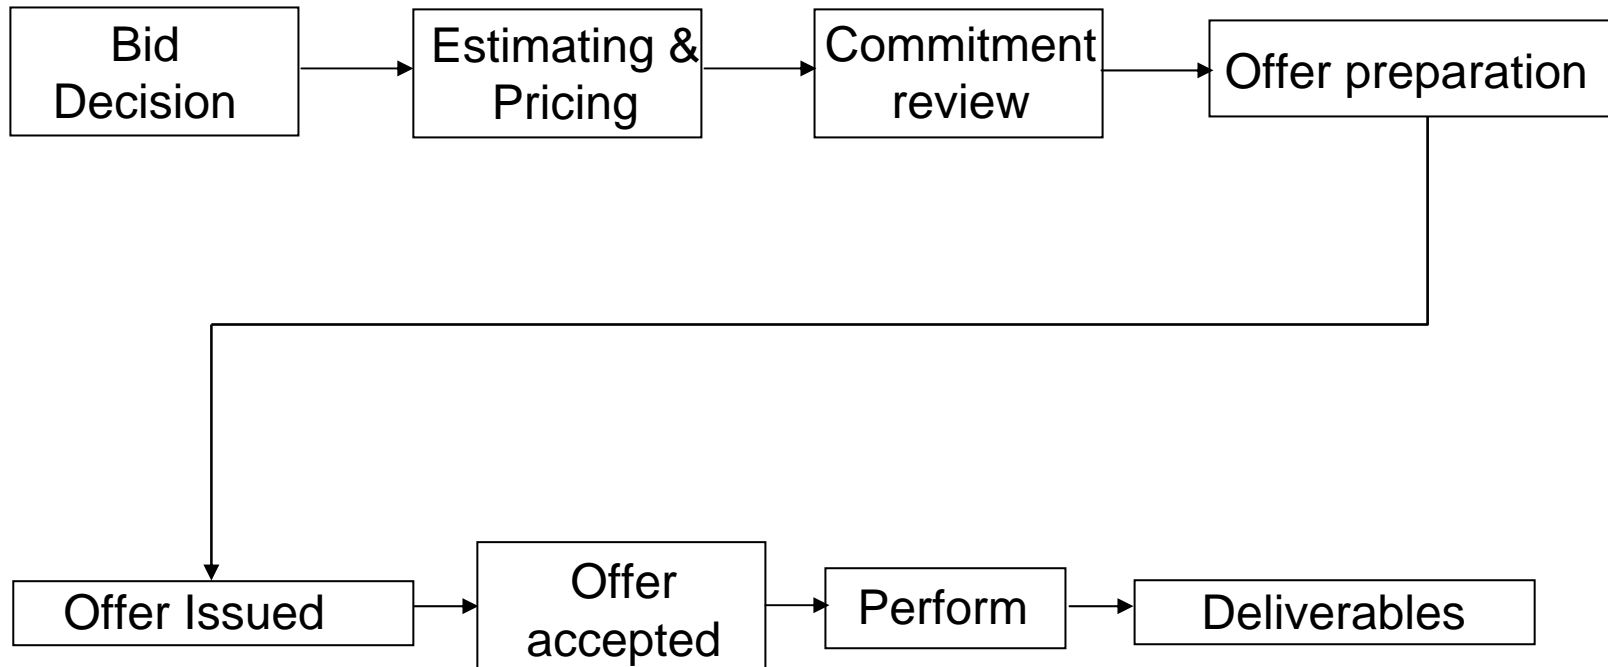 Bid
Decision
Estimating &
Pricing
Commitment
review
Offer preparation
Offer Issued
Offer
accepted
Perform
Deliverables